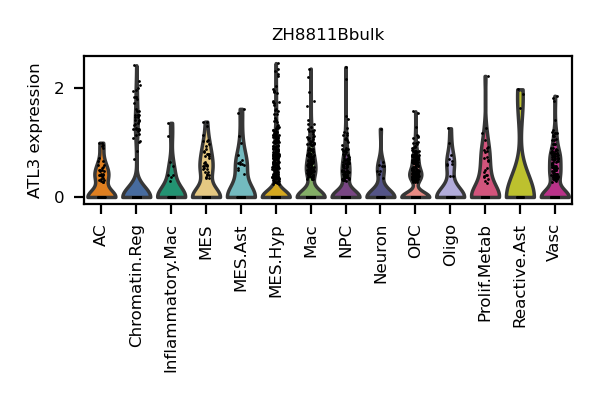 ZH8811Bbulk
ATL3 expression
2
0
AC
Chromatin.Reg
Inflammatory.Mac
MES
MES.Ast
MES.Hyp
Mac
NPC
Neuron
OPC
Oligo
Prolif.Metab
Reactive.Ast
Vasc